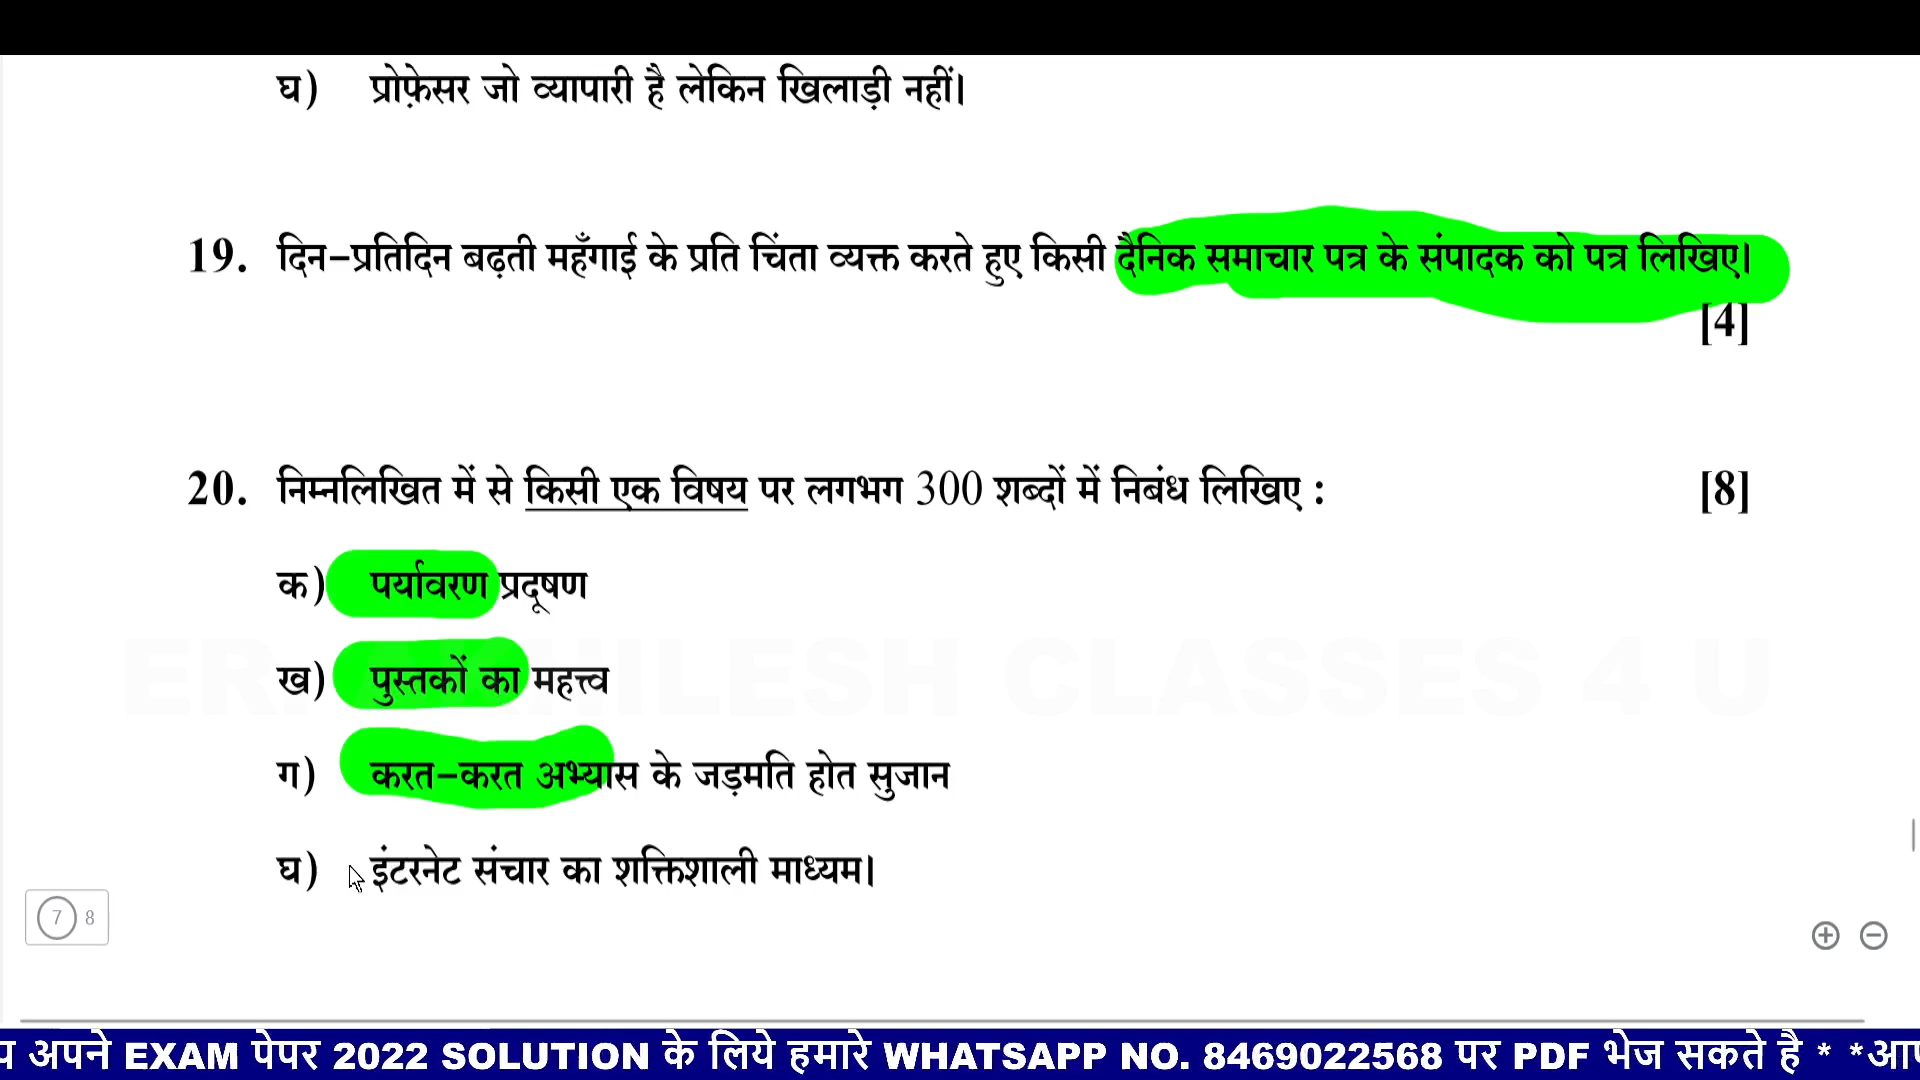 घ) प्रोफ़ेसर जो व्यापारी है लेकिन खिलाड़ी नहीं।
19. दिन-प्रतिदिन बढ़ती महँगाई के प्रति चिंता व्यक्त करते हुए किसी दैनिक समाचार पत्र के संपादक को पत्र लिखिए।
[4]
20. निम्नलिखित में से किसी एक विषय पर लगभग 300 शब्दों में निबंध लिखिए : [8]
क) पर्यावरण प्रदूषण
ख) पुस्तकों का महत्त्व
ग) करत-करत अभ्यास के जड़मति होत सुजान
घ) इंटरनेट संचार का शक्तिशाली माध्यम।
7 8
अपने EXAM पेपर 2022 SOLUTION के लिये हमारे WHATSAPP NO. 8469022568 पर PDF भेज सकते है * *